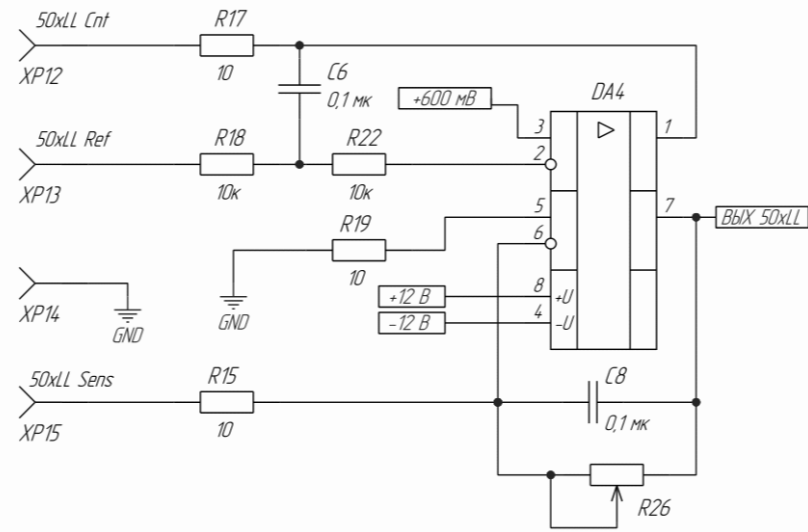 50xLL Cnt
R17
XP12
10
C6
0,1 мк
+600 мВ
DA4
3
1
▷
2
50xLL Ref
R18
R22
XP13
10к
10к
5
7
ВЫХ 50xLL
R19
6
10
GND
XP14
GND
+12 В
8
+U
-12 В
4
-U
50xLL Sens
R15
C8
XP15
10
0,1 мк
R26